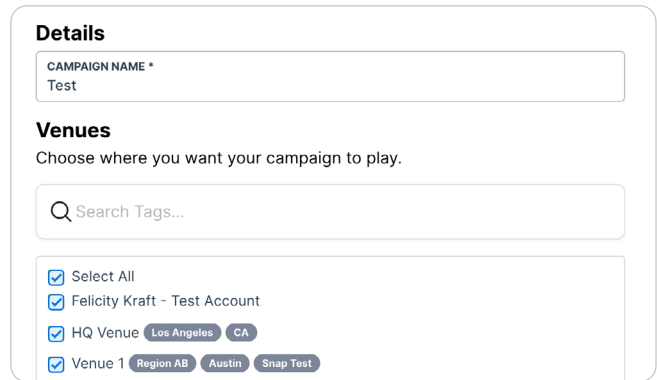 Details
CAMPAIGN NAME *
Test
Venues
Choose where you want your campaign to play.
Search Tags...
Select All
Felicity Kraft - Test Account
HQ Venue Los Angeles CA
Venue 1 Region AB Austin Snap Test